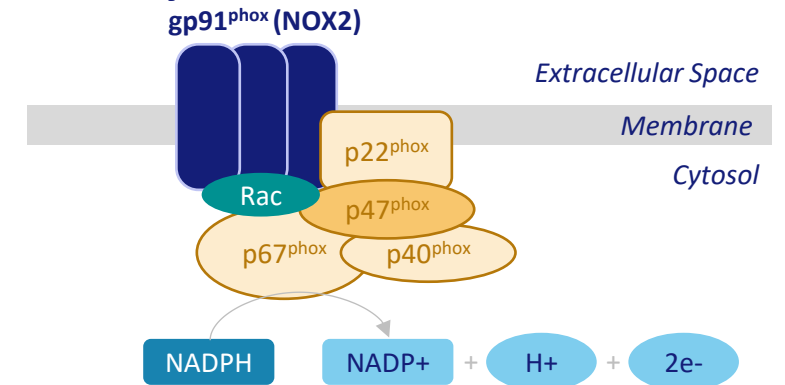 gp91phox (NOX2)
Extracellular Space
Membrane
p22phox
Cytosol
Rac
p47phox
p67phox
p40phox
NADPH
NADP+ + H+ + 2e-